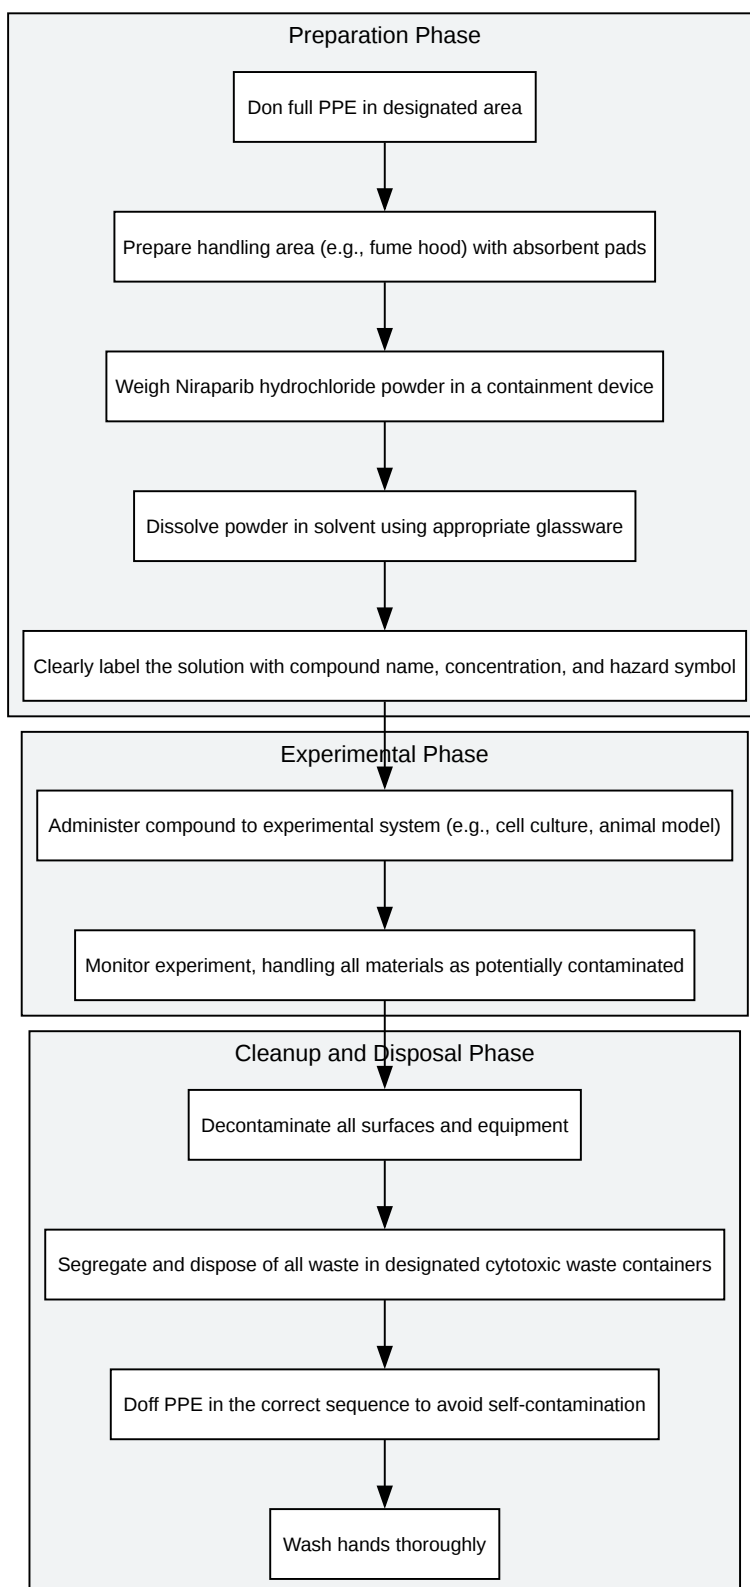 Preparation Phase
Don full PPE in designated area
Prepare handling area (e.g., fume hood) with absorbent pads
Weigh Niraparib hydrochloride powder in a containment device
Dissolve powder in solvent using appropriate glassware
Clearly label the solution with compound name, concentration, and hazard symbol
Experimental Phase
Administer compound to experimental system (e.g., cell culture, animal model)
Monitor experiment, handling all materials as potentially contaminated
Cleanup and Disposal Phase
Decontaminate all surfaces and equipment
Segregate and dispose of all waste in designated cytotoxic waste containers
Doff PPE in the correct sequence to avoid self-contamination
Wash hands thoroughly